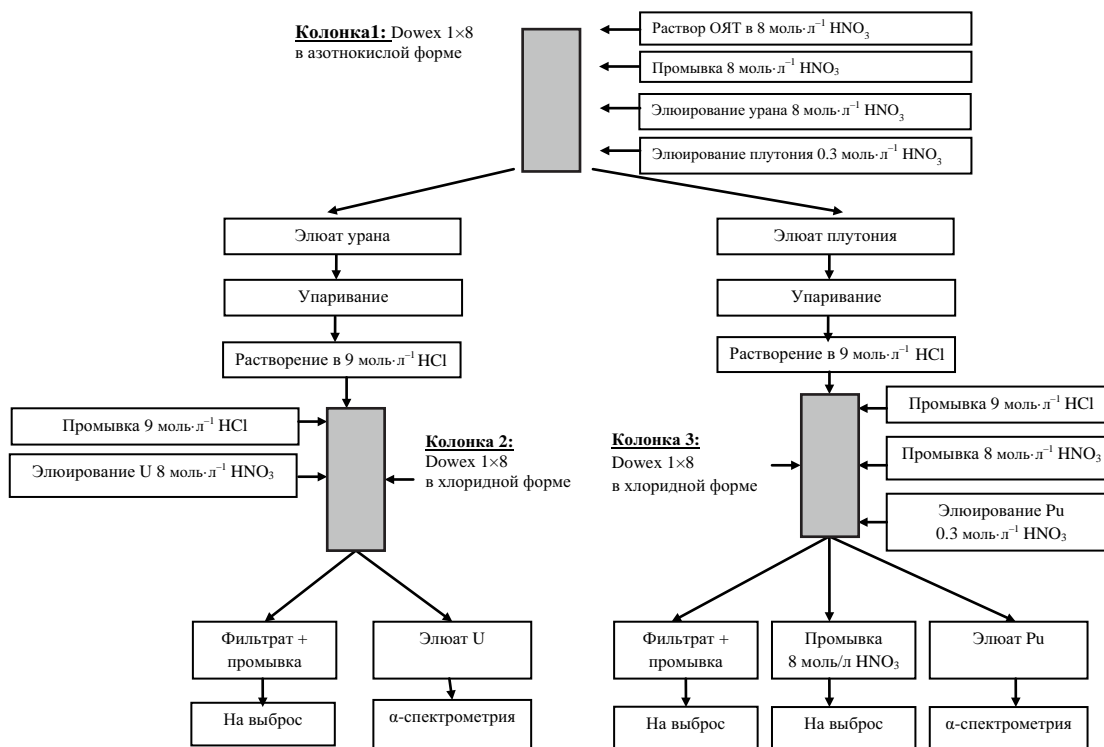 Колонка1: Dowex 1×8
в азотнокислой форме
Раствор ОЯТ в 8 моль·л⁻¹ HNO₃
Промывка 8 моль·л⁻¹ HNO₃
Элюирование урана 8 моль·л⁻¹ HNO₃
Элюирование плутония 0.3 моль·л⁻¹ HNO₃
Элюат урана
Элюат плутония
Упаривание
Упаривание
Растворение в 9 моль·л⁻¹ HCl
Растворение в 9 моль·л⁻¹ HCl
Промывка 9 моль·л⁻¹ HCl
Элюирование U 8 моль·л⁻¹ HNO₃
Колонка 2:
Dowex 1×8
в хлоридной форме
Колонка 3:
Dowex 1×8
в хлоридной форме
Промывка 9 моль·л⁻¹ HCl
Промывка 8 моль·л⁻¹ HNO₃
Элюирование Pu
0.3 моль·л⁻¹ HNO₃
Фильтрат +
промывка
Элюат U
Фильтрат +
промывка
Промывка
8 моль/л HNO₃
Элюат Pu
На выброс
α-спектрометрия
На выброс
На выброс
α-спектрометрия